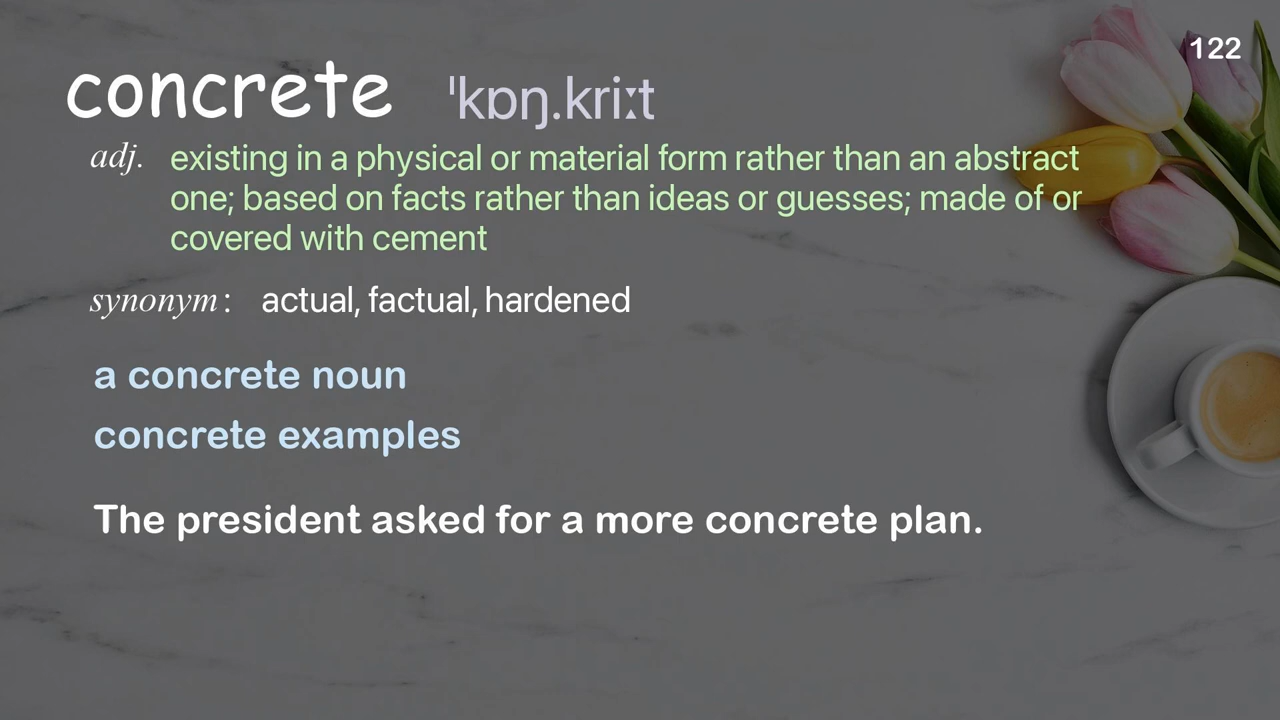 122
concrete ˈkɒŋ.kriːt
adj. existing in a physical or material form rather than an abstract
one; based on facts rather than ideas or guesses; made of or
covered with cement
synonym : actual, factual, hardened
a concrete noun
concrete examples
The president asked for a more concrete plan.